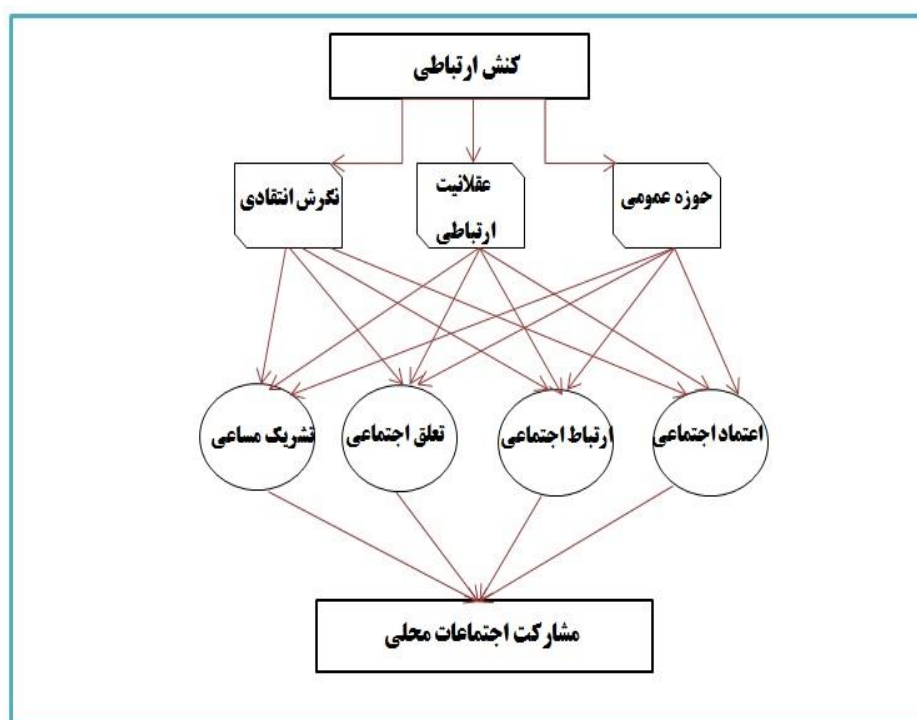 کنش ارتباطی
حوزه عمومی
عقلانیت
ارتباطی
نگرش انتقادی
اعتماد اجتماعی
ارتباط اجتماعی
تعلق اجتماعی
تشریک مساعی
مشارکت اجتماعات محلی